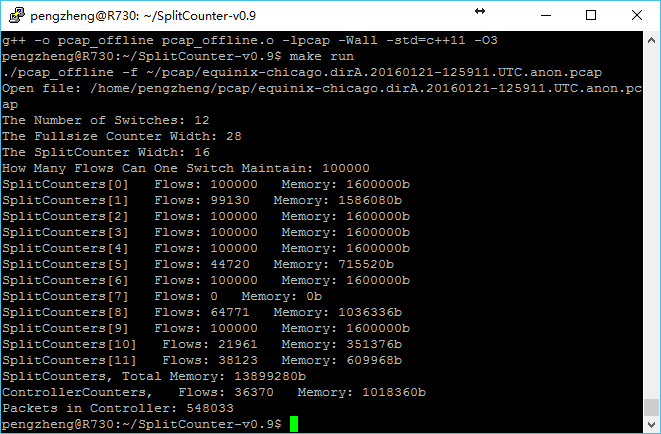 pengzheng@R730: ~/SplitCounter-v0.9
g++ -o pcap_offline pcap_offline.o -lpcap -Wall -std=c++11 -O3
pengzheng@R730:~/SplitCounter-v0.9$ make run
./pcap_offline -f ~/pcap/equinix-chicago.dirA.20160121-125911.UTC.anon.pcap
Open file: /home/pengzheng/pcap/equinix-chicago.dirA.20160121-125911.UTC.anon.pc
ap
The Number of Switches: 12
The Fullsize Counter Width: 28
The SplitCounter Width: 16
How Many Flows Can One Switch Maintain: 100000
SplitCounters[0]   Flows: 100000   Memory: 1600000b
SplitCounters[1]   Flows: 99130   Memory: 1586080b
SplitCounters[2]   Flows: 100000   Memory: 1600000b
SplitCounters[3]   Flows: 100000   Memory: 1600000b
SplitCounters[4]   Flows: 100000   Memory: 1600000b
SplitCounters[5]   Flows: 44720   Memory: 715520b
SplitCounters[6]   Flows: 100000   Memory: 1600000b
SplitCounters[7]   Flows: 0   Memory: 0b
SplitCounters[8]   Flows: 64771   Memory: 1036336b
SplitCounters[9]   Flows: 100000   Memory: 1600000b
SplitCounters[10]   Flows: 21961   Memory: 351376b
SplitCounters[11]   Flows: 38123   Memory: 609968b
SplitCounters, Total Memory: 13899280b
ControllerCounters,   Flows: 36370   Memory: 1018360b
Packets in Controller: 548033
pengzheng@R730:~/SplitCounter-v0.9$